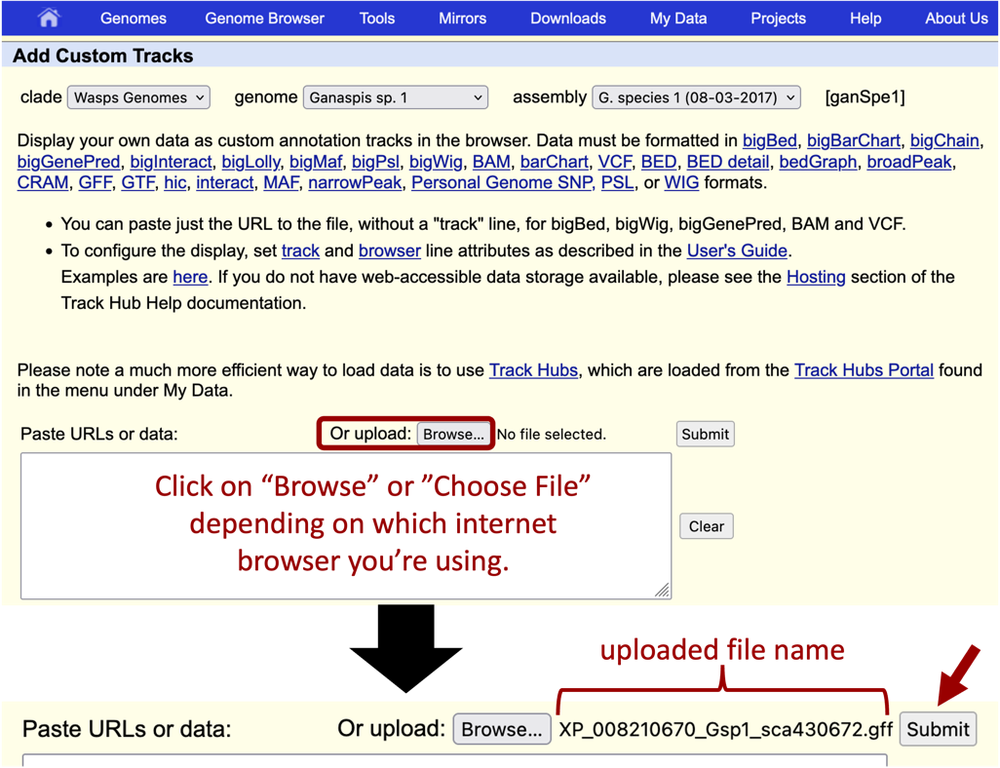 Genomes Genome Browser Tools Mirrors Downloads My Data Projects Help About Us
Add Custom Tracks
clade Wasps Genomes genome Ganaspis sp. 1 assembly G. species 1 (08-03-2017) [ganSpe1]
Display your own data as custom annotation tracks in the browser. Data must be formatted in bigBed, bigBarChart, bigChain,
bigGenePred, bigInteract, bigLolly, bigMaf, bigPsl, bigWig, BAM, barChart, VCF, BED, BED detail, bedGraph, broadPeak,
CRAM, GFF, GTF, hic, interact, MAF, narrowPeak, Personal Genome SNP, PSL, or WIG formats.
• You can paste just the URL to the file, without a "track" line, for bigBed, bigWig, bigGenePred, BAM and VCF.
• To configure the display, set track and browser line attributes as described in the User's Guide.
Examples are here. If you do not have web-accessible data storage available, please see the Hosting section of the
Track Hub Help documentation.
Please note a much more efficient way to load data is to use Track Hubs, which are loaded from the Track Hubs Portal found
in the menu under My Data.
Paste URLs or data: Or upload: Browse... No file selected. Submit
Click on “Browse” or ”Choose File”
depending on which internet
browser you’re using.
Clear
uploaded file name
Paste URLs or data: Or upload: Browse... XP_008210670_Gsp1_sca430672.gff Submit